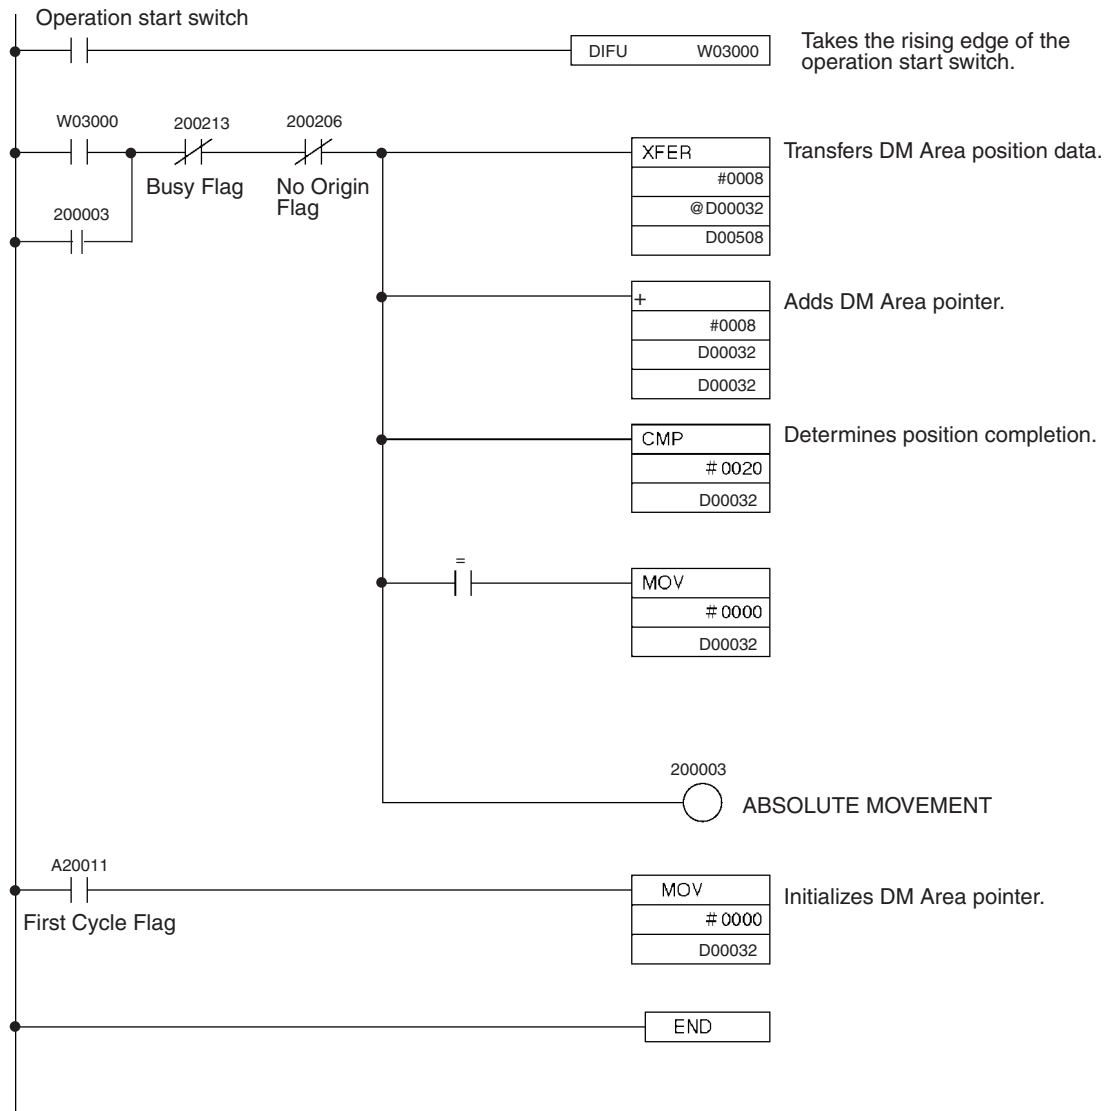 Operation start switch
DIFU W03000
Takes the rising edge of the
operation start switch.
W03000
200213
200206
Busy Flag
No Origin
Flag
200003
XFER
#0008
@D00032
D00508
Transfers DM Area position data.
+
#0008
D00032
D00032
Adds DM Area pointer.
CMP
#0020
D00032
Determines position completion.
=
MOV
#0000
D00032
200003
ABSOLUTE MOVEMENT
A20011
First Cycle Flag
MOV
#0000
D00032
Initializes DM Area pointer.
END